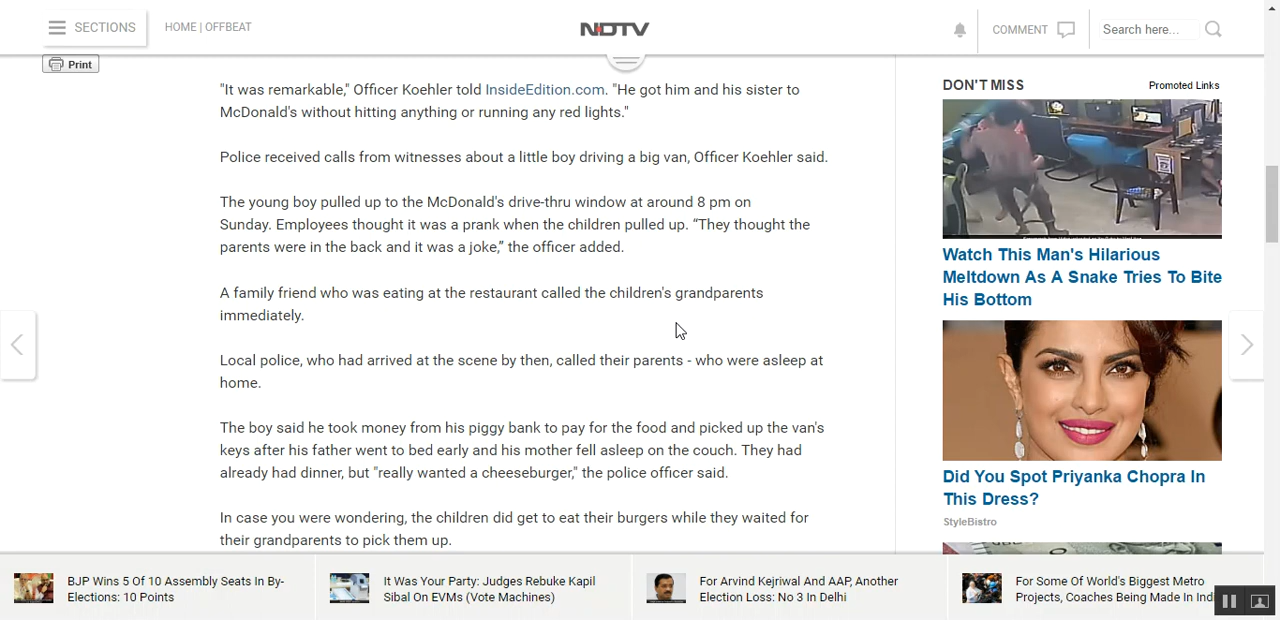 SECTIONS
HOME | OFFBEAT
NDTV
COMMENT
Search here...
Print
"It was remarkable," Officer Koehler told InsideEdition.com. "He got him and his sister to
McDonald's without hitting anything or running any red lights."
Police received calls from witnesses about a little boy driving a big van, Officer Koehler said.
The young boy pulled up to the McDonald's drive-thru window at around 8 pm on
Sunday. Employees thought it was a prank when the children pulled up. “They thought the
parents were in the back and it was a joke,” the officer added.
A family friend who was eating at the restaurant called the children's grandparents
immediately.
Local police, who had arrived at the scene by then, called their parents - who were asleep at
home.
The boy said he took money from his piggy bank to pay for the food and picked up the van's
keys after his father went to bed early and his mother fell asleep on the couch. They had
already had dinner, but "really wanted a cheeseburger," the police officer said.
In case you were wondering, the children did get to eat their burgers while they waited for
their grandparents to pick them up.
DON'T MISS
Promoted Links
Watch This Man's Hilarious
Meltdown As A Snake Tries To Bite
His Bottom
Did You Spot Priyanka Chopra In
This Dress?
StyleBistro
BJP Wins 5 Of 10 Assembly Seats In By-
Elections: 10 Points
It Was Your Party: Judges Rebuke Kapil
Sibal On EVMs (Vote Machines)
For Arvind Kejriwal And AAP, Another
Election Loss: No 3 In Delhi
For Some Of World's Biggest Metro
Projects, Coaches Being Made In